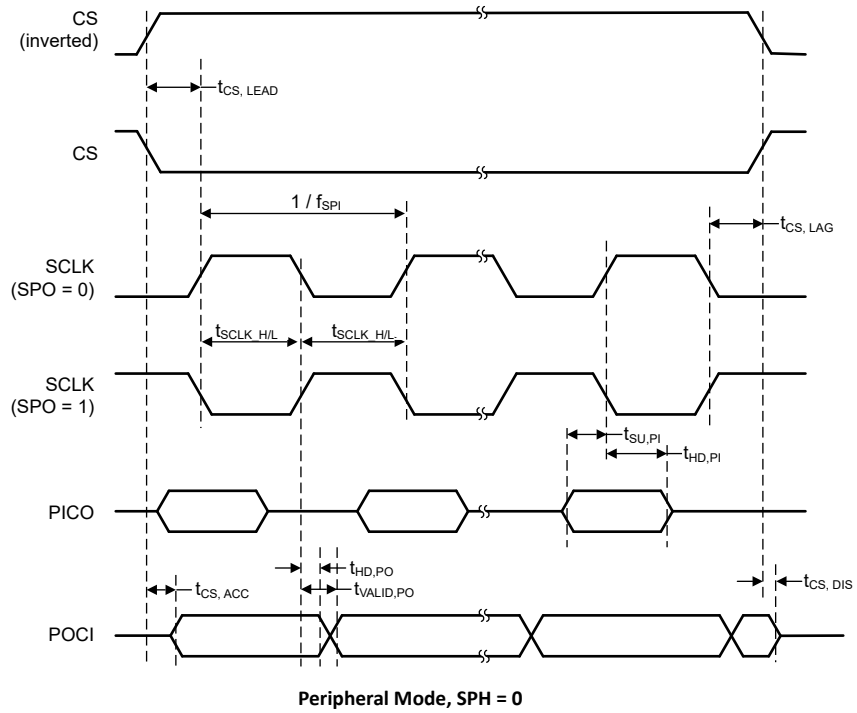 CS
(inverted)
tCS, LEAD
CS
1 / fSPI
tCS, LAG
SCLK
(SPO = 0)
tSCLK_H/L
tSCLK_H/L.
SCLK
(SPO = 1)
tSU,PI
tHD,PI
PICO
tHD,PO
tCS, ACC
tVALID,PO
tCS, DIS
POCI
Peripheral Mode, SPH = 0